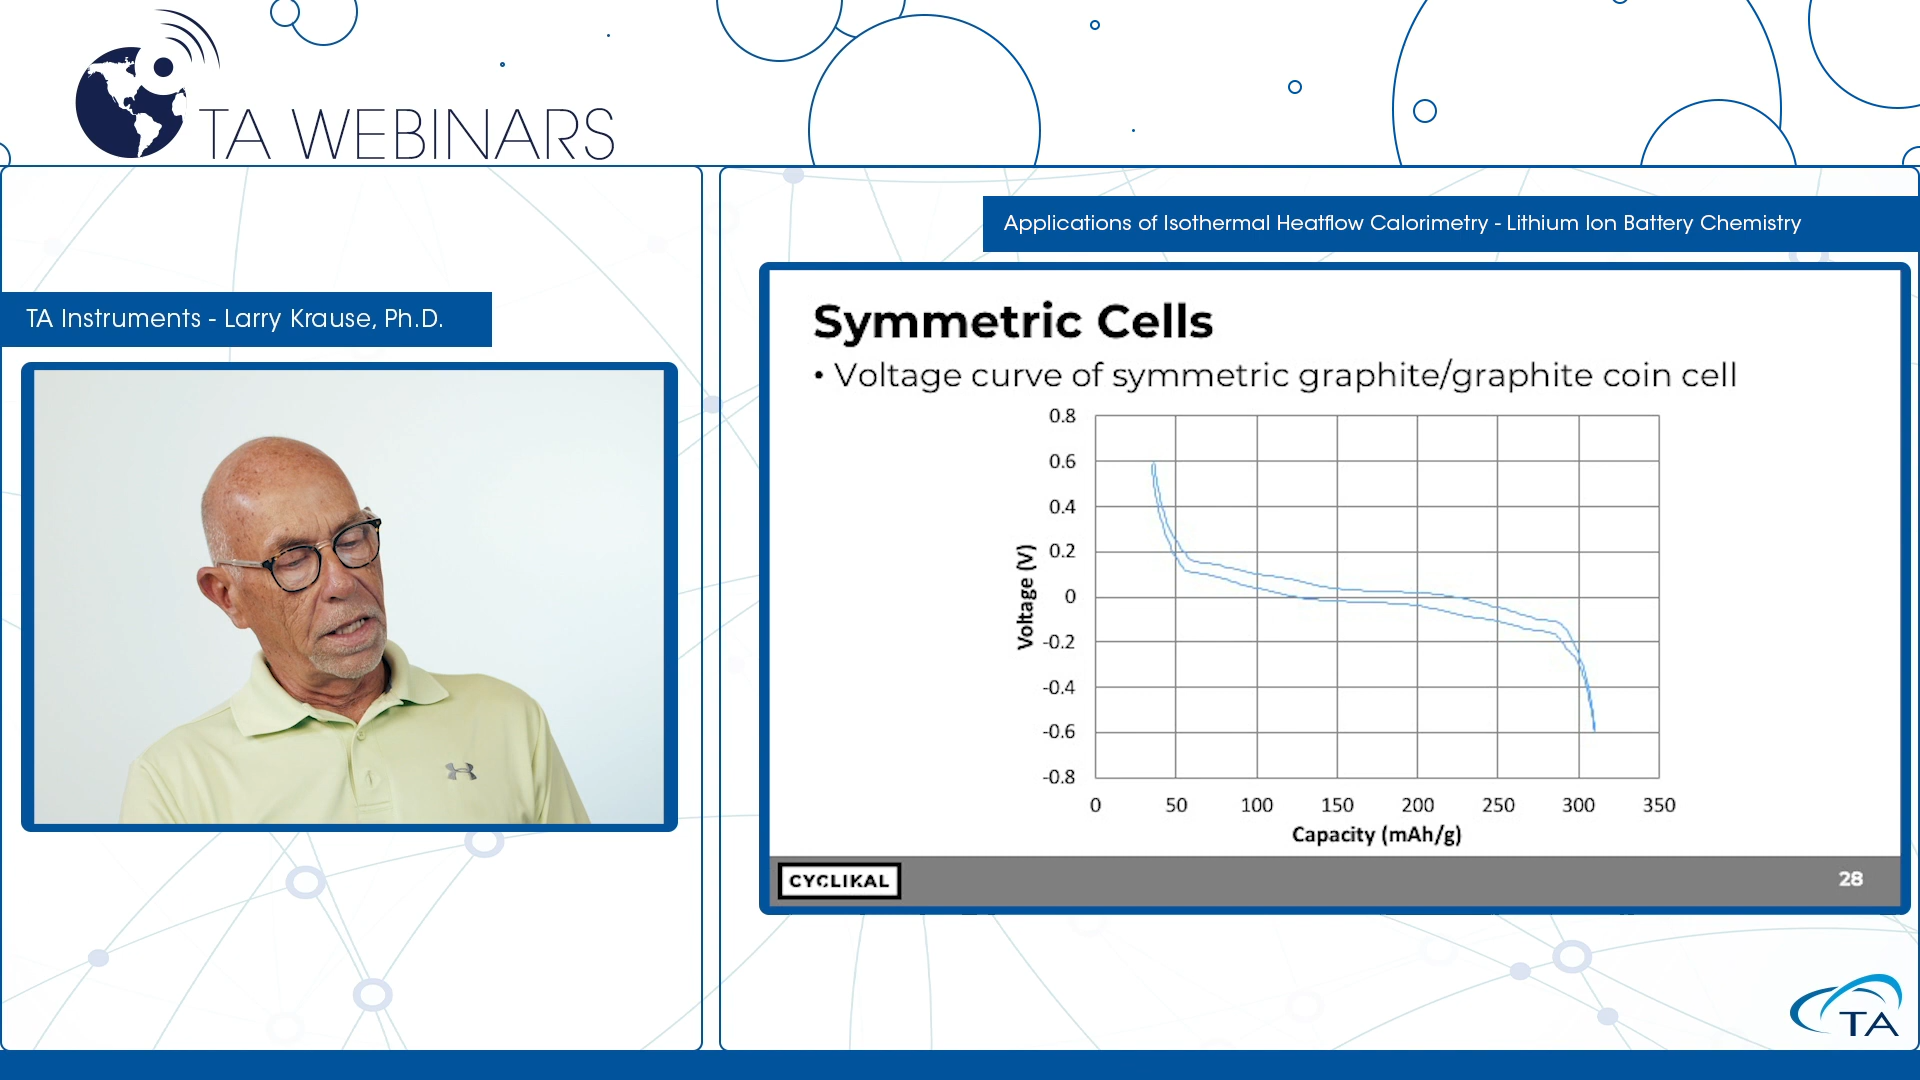 TA WEBINARS
Applications of Isothermal Heatflow Calorimetry - Lithium Ion Battery Chemistry
TA Instruments - Larry Krause, Ph.D.
Symmetric Cells
• Voltage curve of symmetric graphite/graphite coin cell
0.8
0.6
0.4
0.2
0
-0.2
-0.4
-0.6
-0.8
Voltage (V)
0 50 100 150 200 250 300 350
Capacity (mAh/g)
CYCLIKAL
28
TA